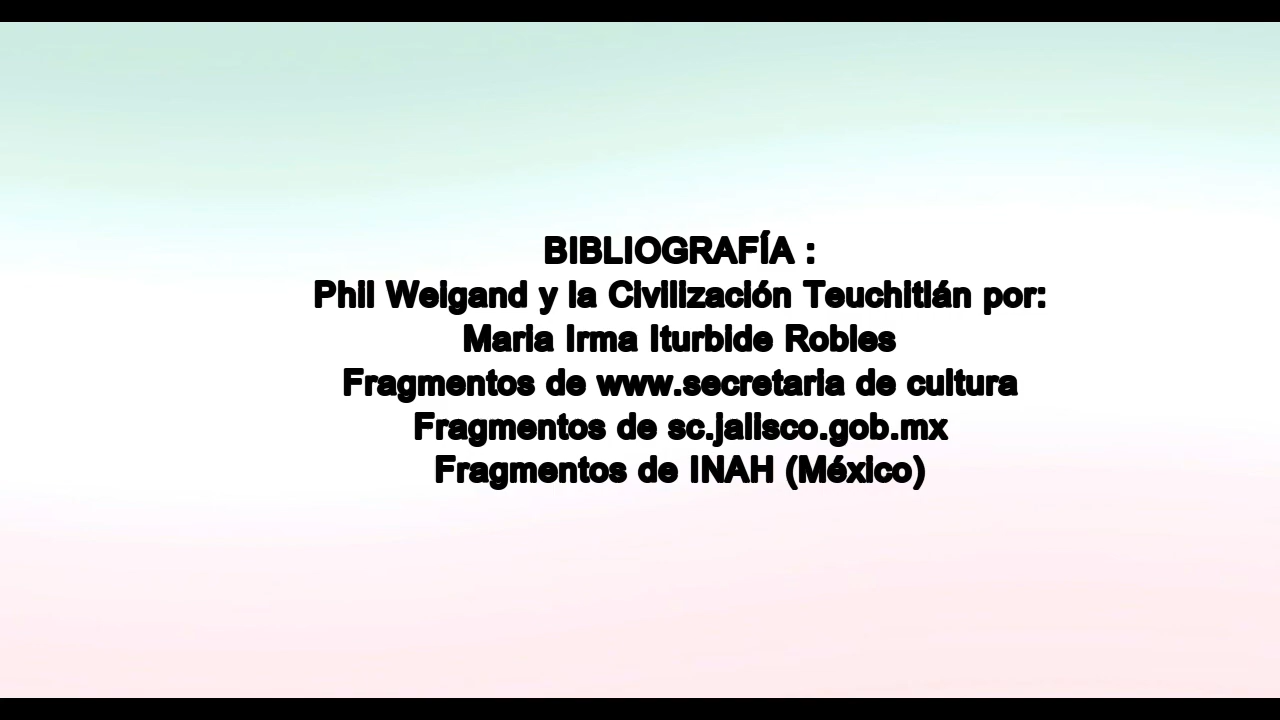 BIBLIOGRAFÍA :
Phil Weigand y la Civilización Teuchitlán por:
Maria Irma Iturbide Robles
Fragmentos de www.secretaria de cultura
Fragmentos de sc.jalisco.gob.mx
Fragmentos de INAH (México)